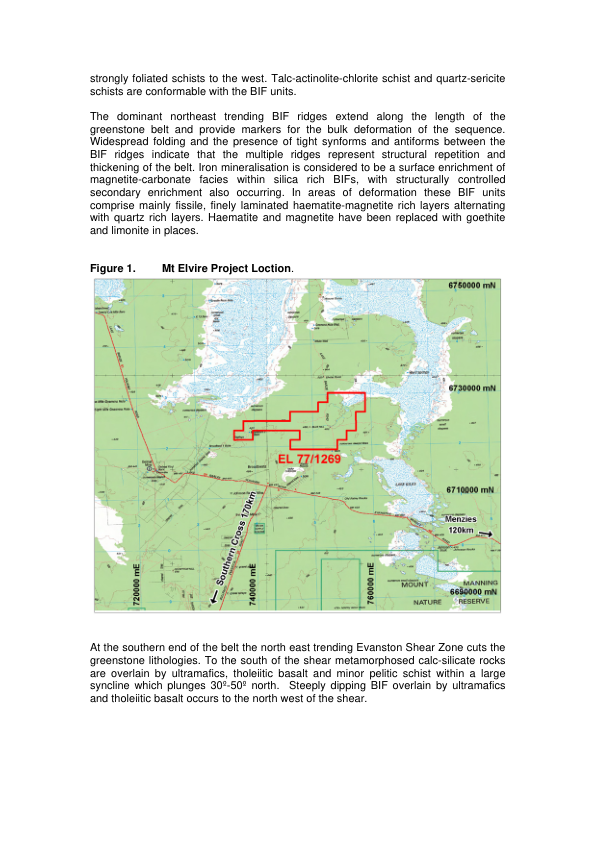 strongly foliated schists to the west. Talc-actinolite-chlorite schist and quartz-sericite
schists are conformable with the BIF units.
The dominant northeast trending BIF ridges extend along the length of the
greenstone belt and provide markers for the bulk deformation of the sequence.
Widespread folding and the presence of tight synforms and antiforms between the
BIF ridges indicate that the multiple ridges represent structural repetition and
thickening of the belt. Iron mineralisation is considered to be a surface enrichment of
magnetite-carbonate facies within silica rich BIFs, with structurally controlled
secondary enrichment also occurring. In areas of deformation these BIF units
comprise mainly fissile, finely laminated haematite-magnetite rich layers alternating
with quartz rich layers. Haematite and magnetite have been replaced with goethite
and limonite in places.
Figure 1. Mt Elvire Project Loction.
6750000 mN
6730000 mN
EL 77/1269
6710000 mN
Menzies
120km
Southern Cross 170km
720000 mE
740000 mE
760000 mE
MOUNT MANNING
6690000 mN
NATURE RESERVE
At the southern end of the belt the north east trending Evanston Shear Zone cuts the
greenstone lithologies. To the south of the shear metamorphosed calc-silicate rocks
are overlain by ultramafics, tholeiitic basalt and minor pelitic schist within a large
syncline which plunges 30º-50º north. Steeply dipping BIF overlain by ultramafics
and tholeiitic basalt occurs to the north west of the shear.